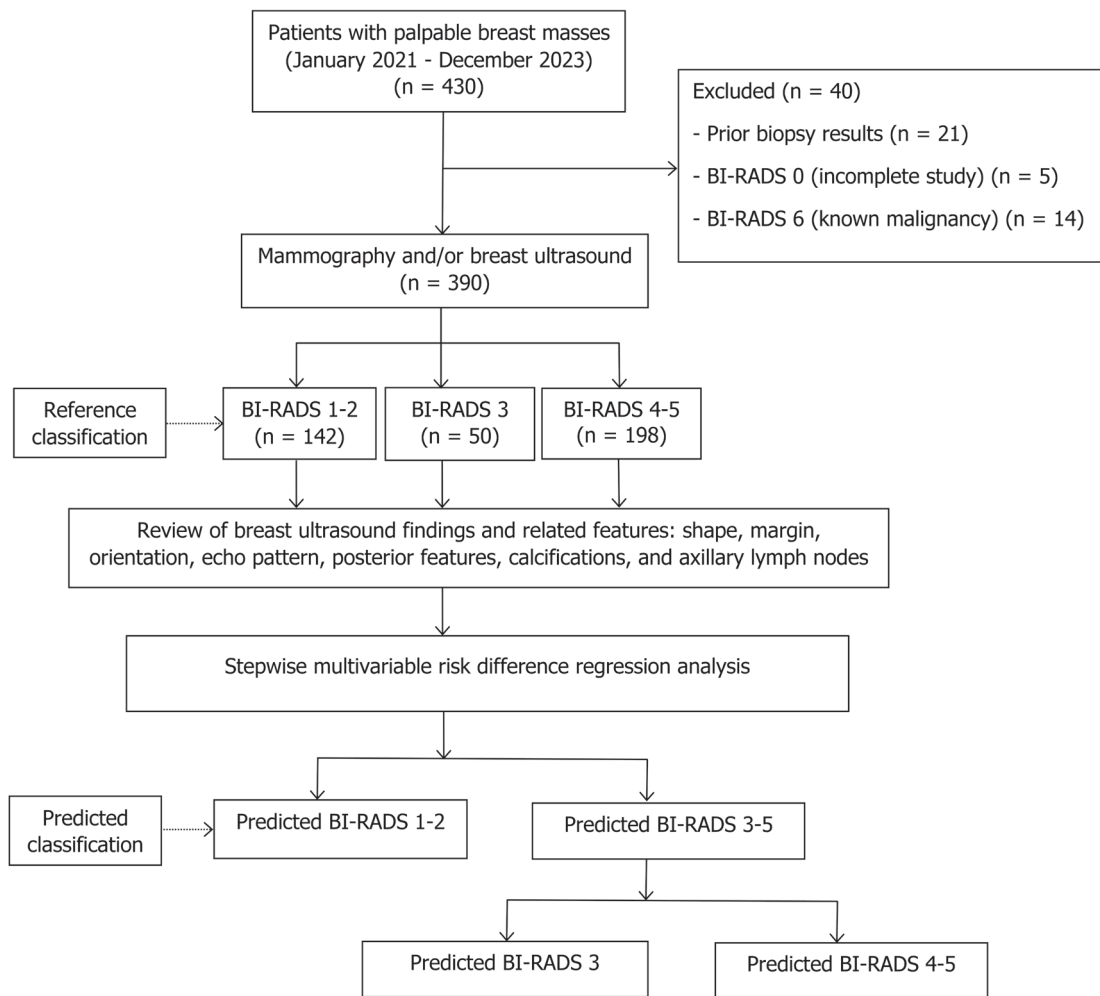 Patients with palpable breast masses
(January 2021 - December 2023)
(n = 430)
Excluded (n = 40)
- Prior biopsy results (n = 21)
- BI-RADS 0 (incomplete study) (n = 5)
- BI-RADS 6 (known malignancy) (n = 14)
Mammography and/or breast ultrasound
(n = 390)
Reference
classification
BI-RADS 1-2
(n = 142)
BI-RADS 3
(n = 50)
BI-RADS 4-5
(n = 198)
Review of breast ultrasound findings and related features: shape, margin,
orientation, echo pattern, posterior features, calcifications, and axillary lymph nodes
Stepwise multivariable risk difference regression analysis
Predicted
classification
Predicted BI-RADS 1-2
Predicted BI-RADS 3-5
Predicted BI-RADS 3
Predicted BI-RADS 4-5